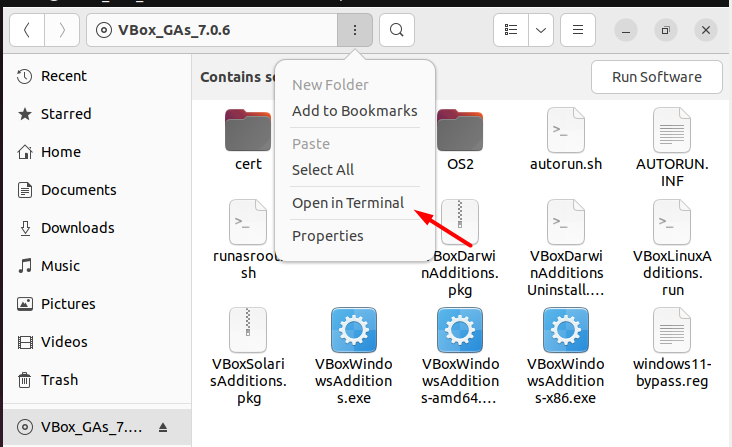 VBox_GAs_7.0.6
Recent
Starred
Home
Documents
Downloads
Music
Pictures
Videos
Trash
VBox_GAs_7....
Contains so
Run Software
New Folder
Add to Bookmarks
Paste
Select All
Open in Terminal
Properties
cert
OS2
autorun.sh
AUTORUN.
INF
runasroot.
sh
VBoxDarwi
nAdditions.
pkg
VBoxDarwi
nAdditions
Uninstall....
VBoxLinuxA
dditions.
run
VBoxSolari
sAdditions.
pkg
VBoxWindo
wsAddition
s.exe
VBoxWindo
wsAddition
s-amd64....
VBoxWindo
wsAddition
s-x86.exe
windows11-
bypass.reg